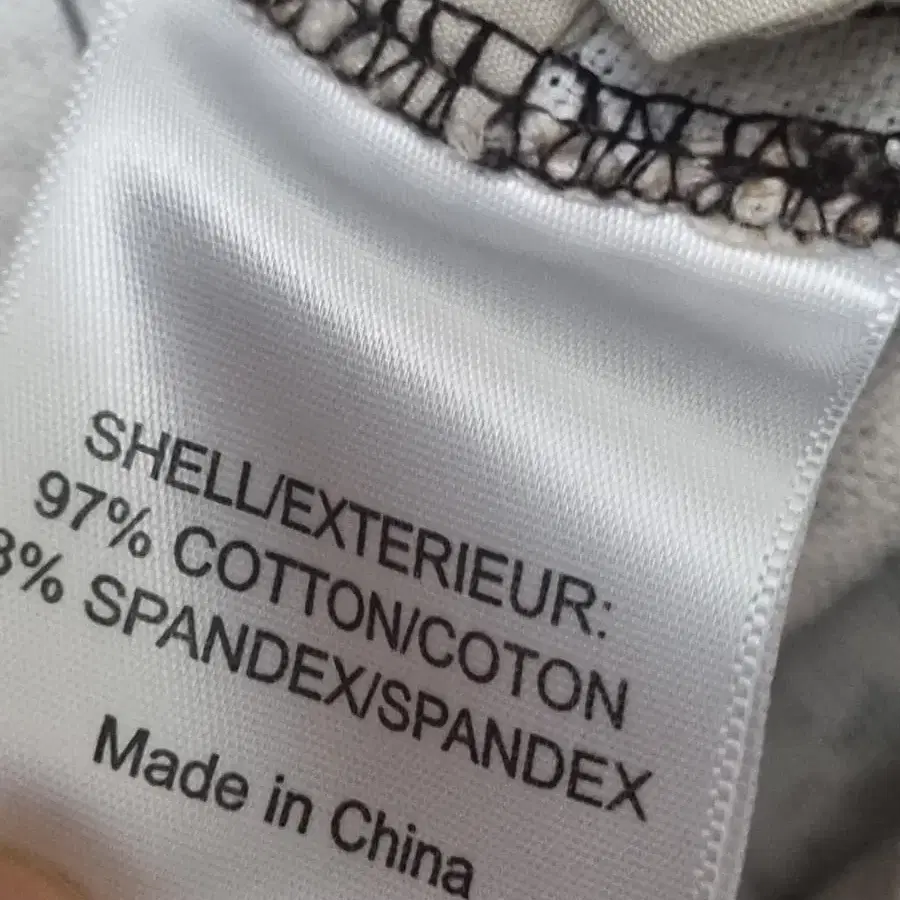 SHELL/EXTERIEUR:
97% COTTON/COTON
3% SPANDEX/SPANDEX
Made in China